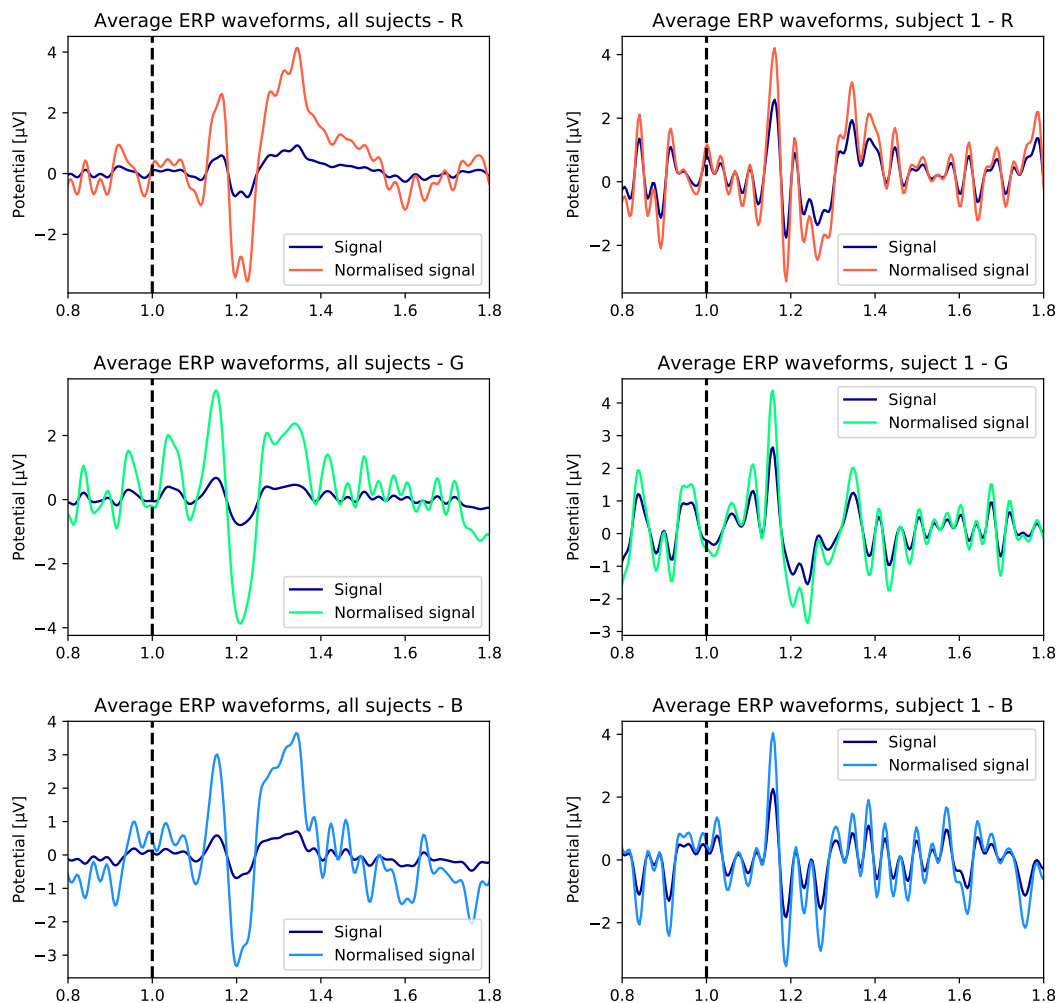 Average ERP waveforms, all sujects - R
Potential [µV]
4
2
0
−2
Signal
Normalised signal
0.8 1.0 1.2 1.4 1.6 1.8
Average ERP waveforms, subject 1 - R
Potential [µV]
4
2
0
−2
Signal
Normalised signal
0.8 1.0 1.2 1.4 1.6 1.8
Average ERP waveforms, all sujects - G
Potential [µV]
2
0
−2
−4
Signal
Normalised signal
0.8 1.0 1.2 1.4 1.6 1.8
Average ERP waveforms, suject 1 - G
Potential [µV]
4
3
2
1
0
−1
−2
−3
Signal
Normalised signal
0.8 1.0 1.2 1.4 1.6 1.8
Average ERP waveforms, all sujects - B
Potential [µV]
4
3
2
1
0
−1
−2
−3
Signal
Normalised signal
0.8 1.0 1.2 1.4 1.6 1.8
Average ERP waveforms, subject 1 - B
Potential [µV]
4
2
0
−2
Signal
Normalised signal
0.8 1.0 1.2 1.4 1.6 1.8